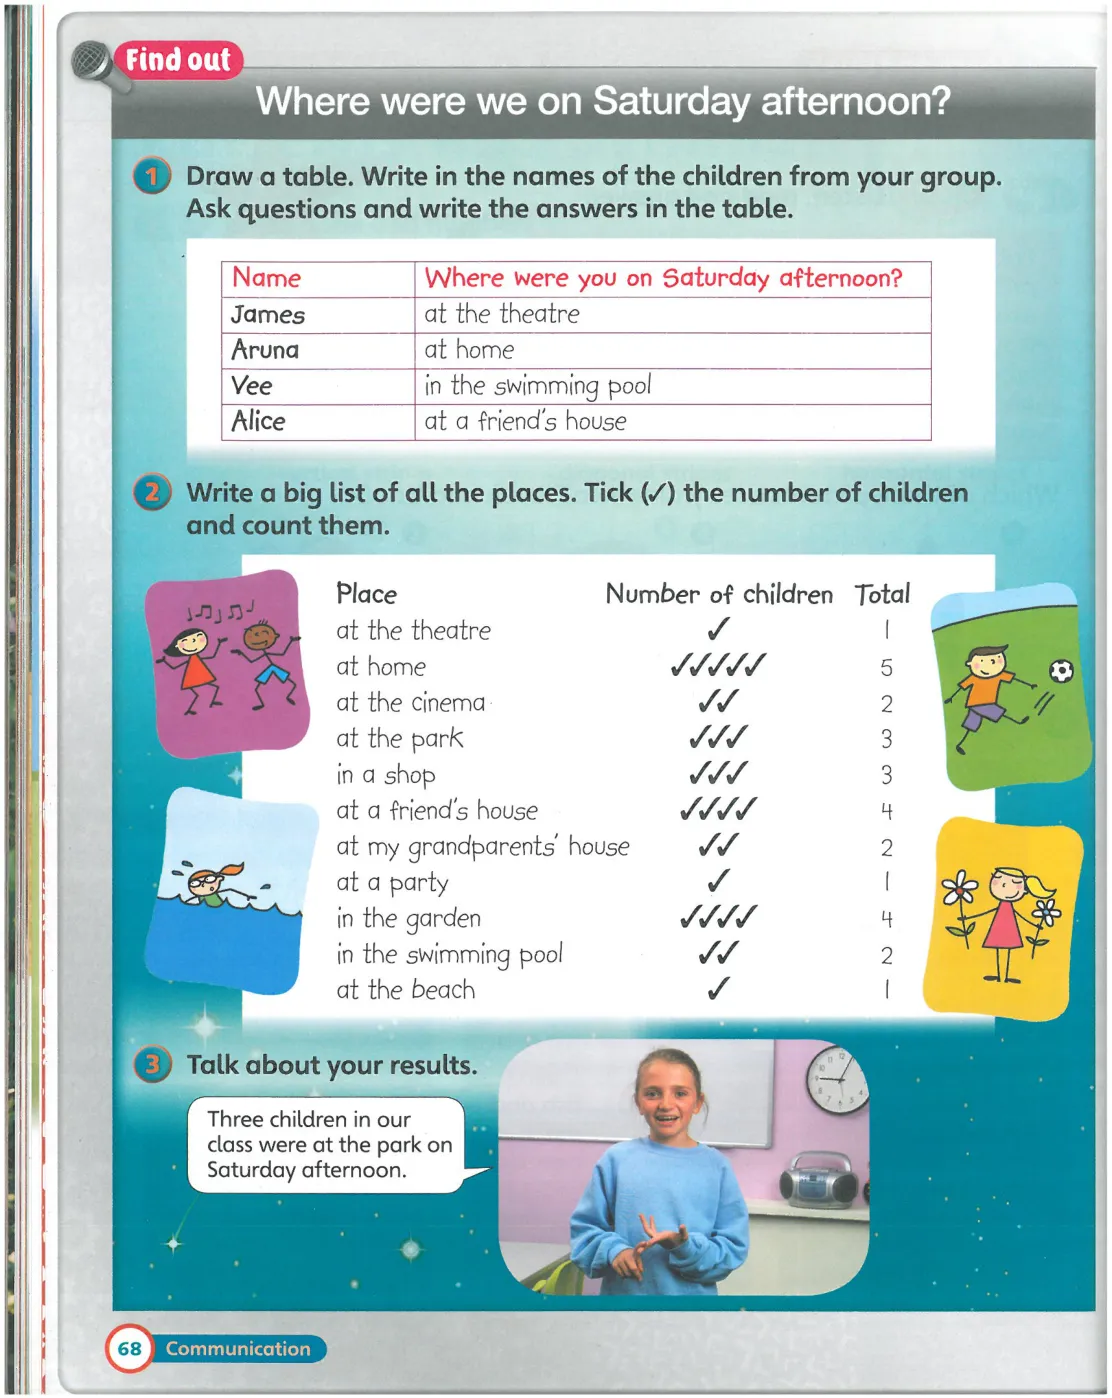 Find out
Where were we on Saturday afternoon?
1 Draw a table. Write in the names of the children from your group.
Ask questions and write the answers in the table.
Name Where were you on Saturday afternoon?
James at the theatre
Aruna at home
Vee in the swimming pool
Alice at a friend's house
2 Write a big list of all the places. Tick (✓) the number of children
and count them.
Place Number of children Total
at the theatre ✓ 1
at home ✓✓✓✓✓ 5
at the cinema ✓✓ 2
at the park ✓✓✓ 3
in a shop ✓✓✓ 3
at a friend's house ✓✓✓✓ 4
at my grandparents' house ✓✓ 2
at a party ✓ 1
in the garden ✓✓✓✓ 4
in the swimming pool ✓✓ 2
at the beach ✓ 1
3 Talk about your results.
Three children in our
class were at the park on
Saturday afternoon.
68 Communication